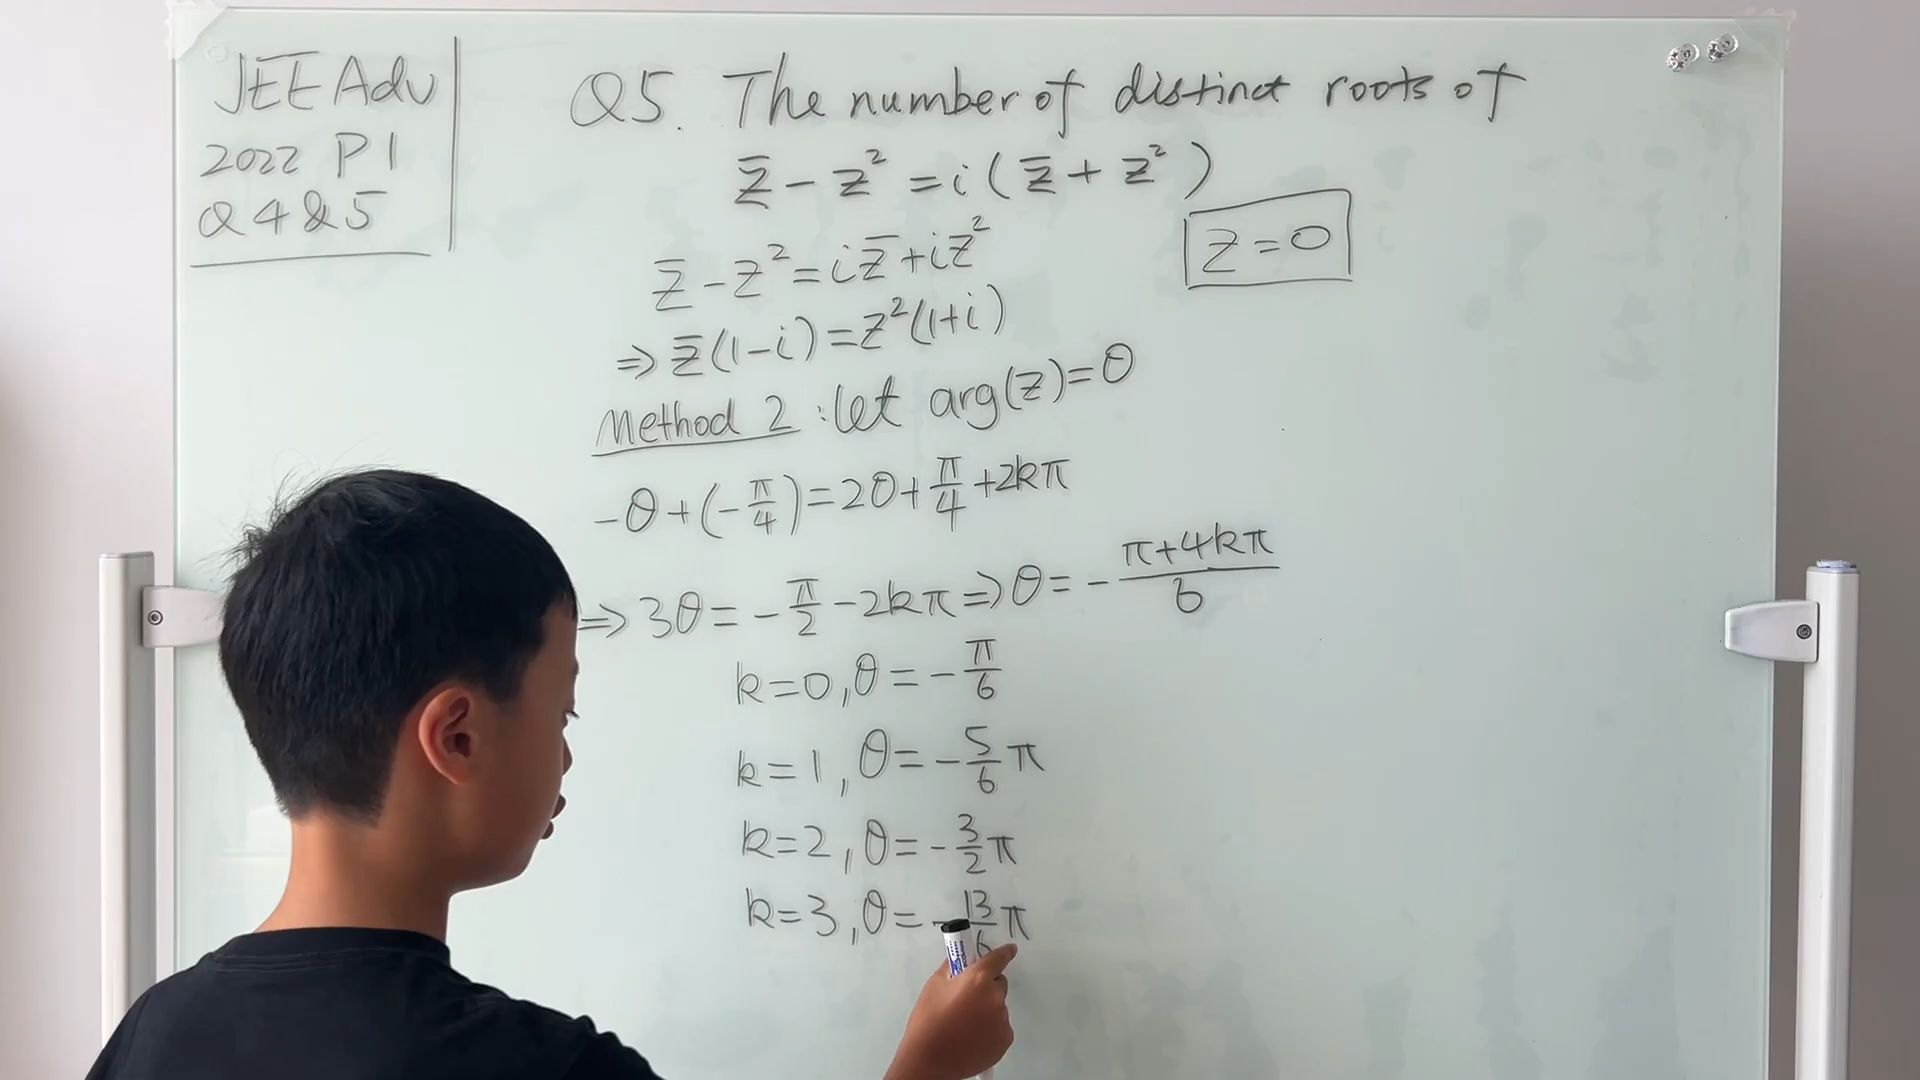 JEE Adv
2022 P1
Q 4 & 5
Q5. The number of distinct roots of
z̅ - z² = i ( z̅ + z² )
z = 0
z̅ - z² = i z̅ + i z²
⇒ z̅ (1-i) = z² (1+i)
Method 2 : let arg(z) = θ
-θ + (-π/4) = 2θ + π/4 + 2kπ
⇒ 3θ = - π/2 - 2kπ ⇒ θ = - (π+4kπ)/6
k=0, θ = - π/6
k=1, θ = - 5/6 π
k=2, θ = - 3/2 π
k=3, θ = - 13/6 π